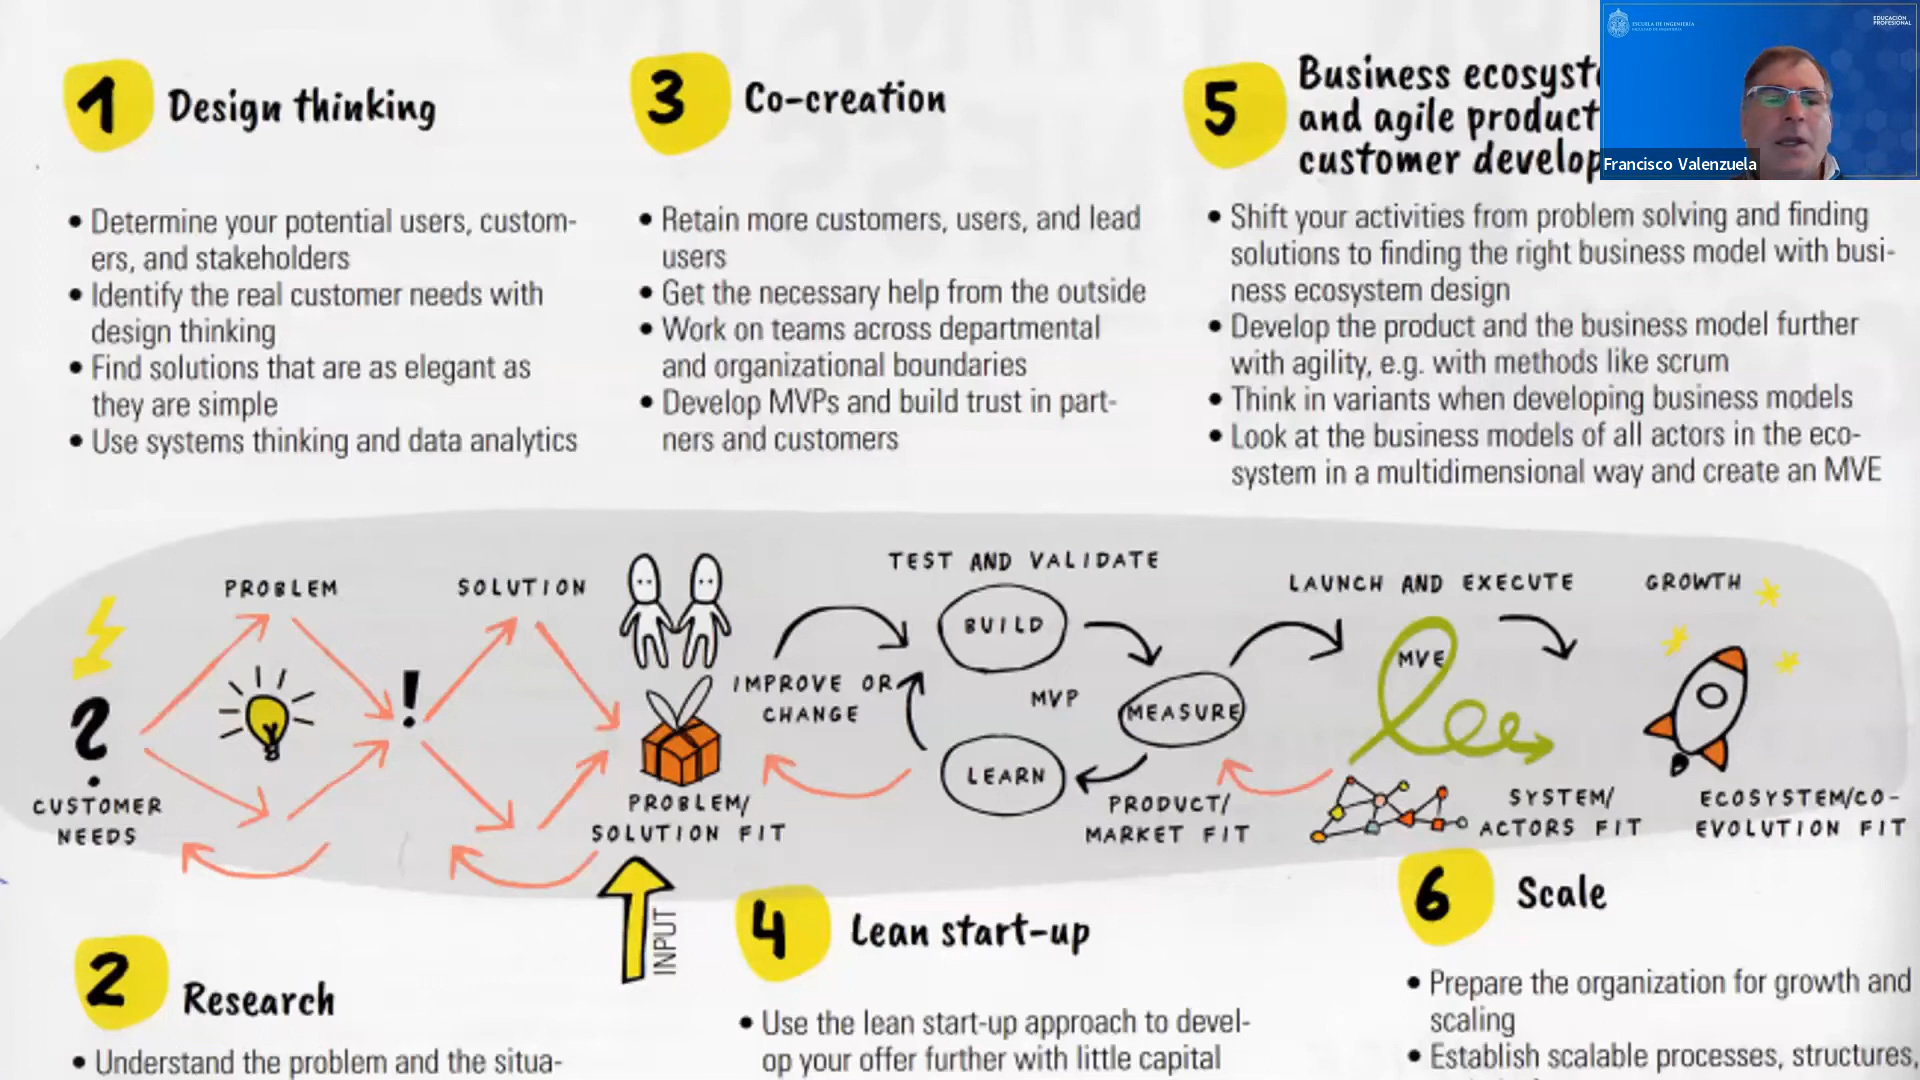 1 Design thinking
• Determine your potential users, custom-
ers, and stakeholders
• Identify the real customer needs with
design thinking
• Find solutions that are as elegant as
they are simple
• Use systems thinking and data analytics
3 Co-creation
• Retain more customers, users, and lead
users
• Get the necessary help from the outside
• Work on teams across departmental
and organizational boundaries
• Develop MVPs and build trust in part-
ners and customers
5 Business ecosyst
and agile product
customer develop
• Shift your activities from problem solving and finding
solutions to finding the right business model with busi-
ness ecosystem design
• Develop the product and the business model further
with agility, e.g. with methods like scrum
• Think in variants when developing business models
• Look at the business models of all actors in the eco-
system in a multidimensional way and create an MVE
ESCUELA DE INGENIERÍA
FACULTAD DE INGENIERÍA
EDUCACIÓN
PROFESIONAL
Francisco Valenzuela
PROBLEM
SOLUTION
TEST AND VALIDATE
LAUNCH AND EXECUTE
GROWTH
?
!
CUSTOMER
NEEDS
PROBLEM/
SOLUTION FIT
IMPROVE OR
CHANGE
BUILD
MVP
MEASURE
LEARN
PRODUCT/
MARKET FIT
MVE
SYSTEM/
ACTORS FIT
ECOSYSTEM/CO-
EVOLUTION FIT
INPUT
2 Research
• Understand the problem and the situa-
4 Lean start-up
• Use the lean start-up approach to devel-
op your offer further with little capital
6 Scale
• Prepare the organization for growth and
scaling
• Establish scalable processes, structures,